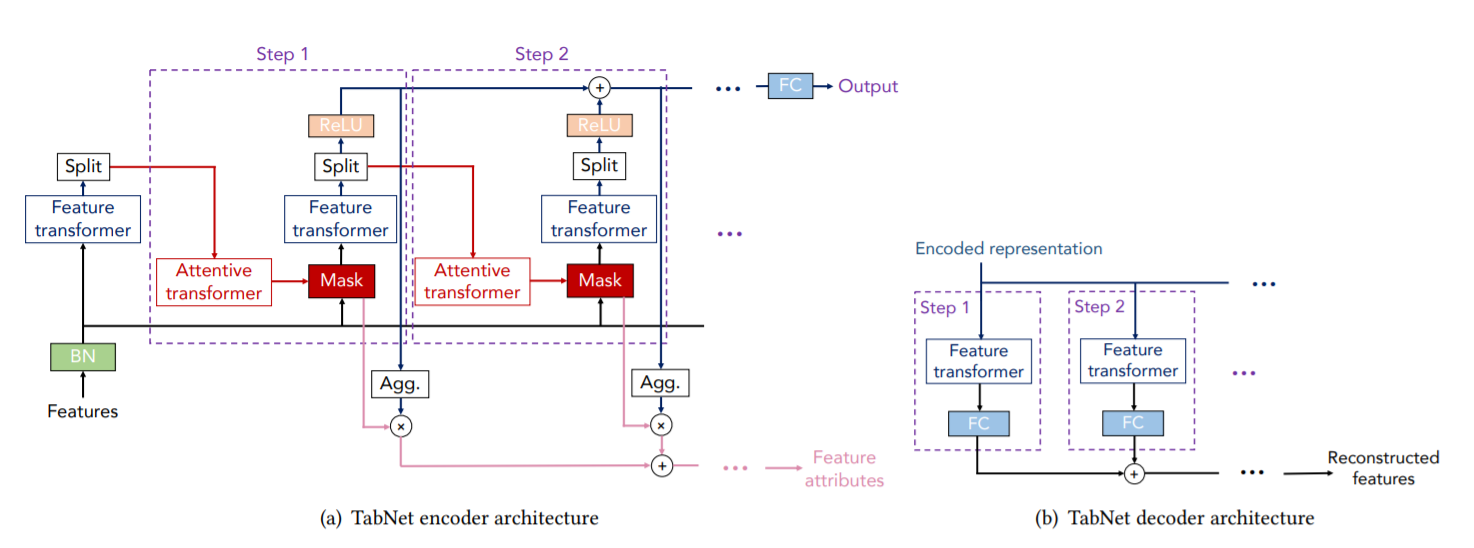 Step 1
Step 2
+
...
FC
Output
ReLU
ReLU
Split
Split
Split
Feature
transformer
Feature
transformer
Feature
transformer
...
Attentive
transformer
Mask
Attentive
transformer
Mask
BN
Features
Agg.
Agg.
×
×
+
...
Feature
attributes
(a) TabNet encoder architecture
Encoded representation
...
Step 1
Step 2
Feature
transformer
Feature
transformer
...
FC
FC
+
...
Reconstructed
features
(b) TabNet decoder architecture